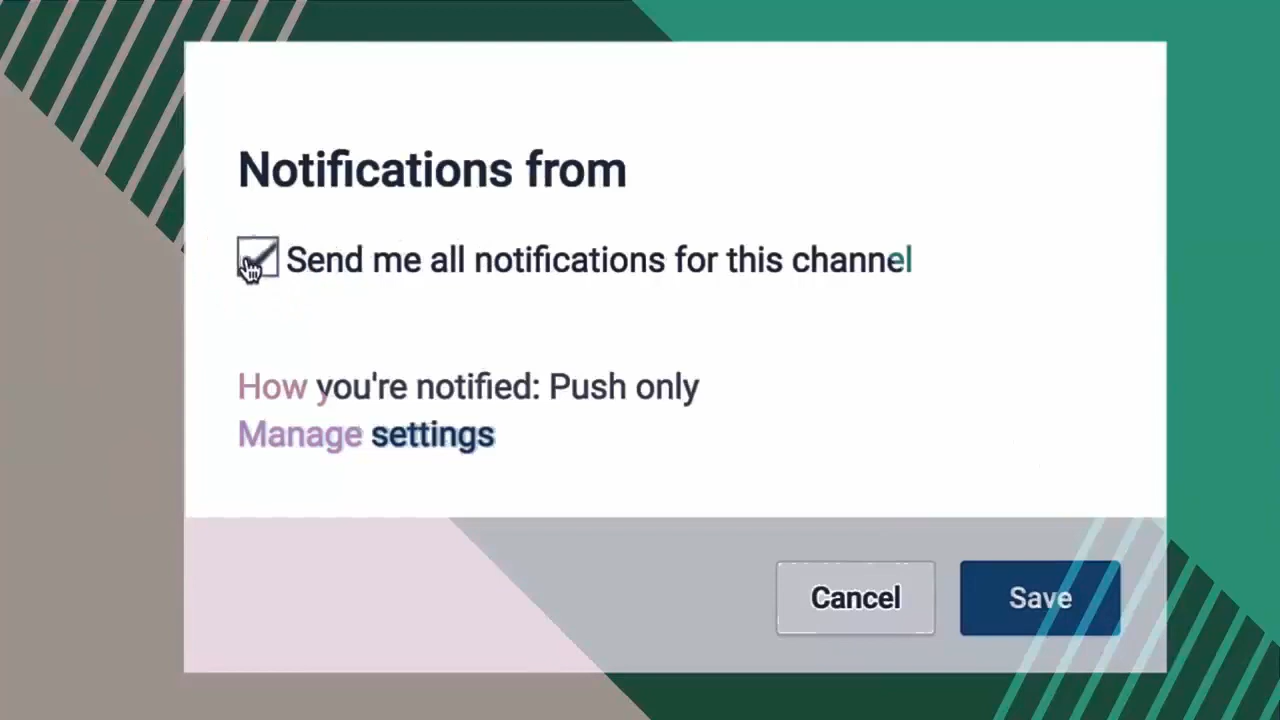 Notifications from
Send me all notifications for this channel
How you're notified: Push only
Manage settings
Cancel
Save